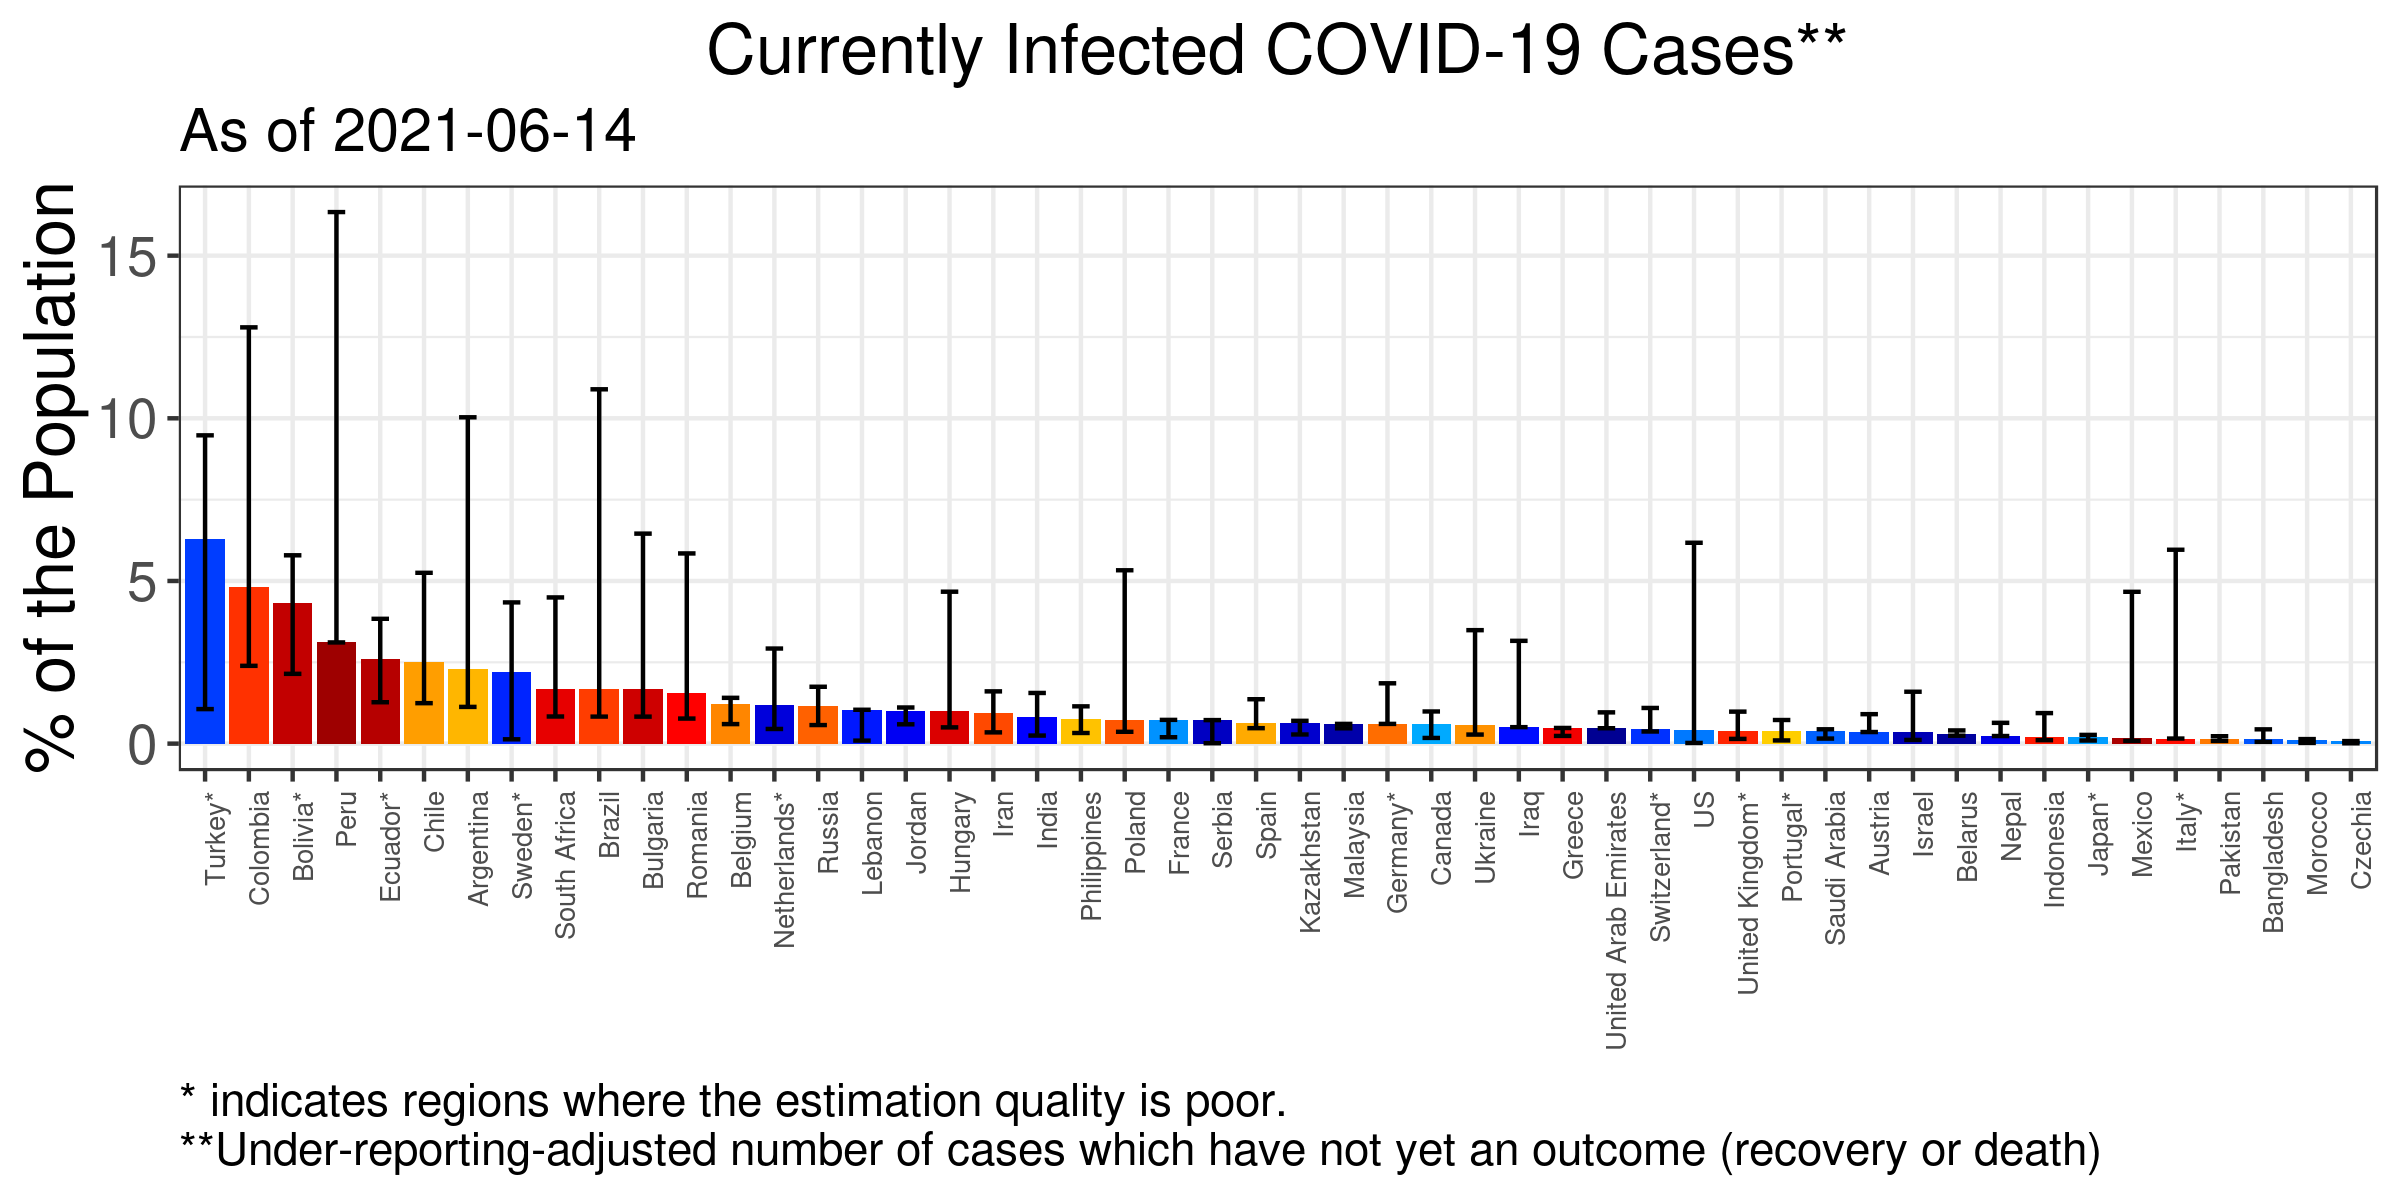 Currently Infected COVID-19 Cases**
As of 2021-06-14
% of the Population
15
10
5
0
Turkey*
Colombia
Bolivia*
Peru
Ecuador*
Chile
Argentina
Sweden*
South Africa
Brazil
Bulgaria
Romania
Belgium
Netherlands*
Russia
Lebanon
Jordan
Hungary
Iran
India
Philippines
Poland
France
Serbia
Spain
Kazakhstan
Malaysia
Germany*
Canada
Ukraine
Iraq
Greece
United Arab Emirates
Switzerland*
US
United Kingdom*
Portugal*
Saudi Arabia
Austria
Israel
Belarus
Nepal
Indonesia
Japan*
Mexico
Italy*
Pakistan
Bangladesh
Morocco
Czechia
* indicates regions where the estimation quality is poor.
**Under-reporting-adjusted number of cases which have not yet an outcome (recovery or death)